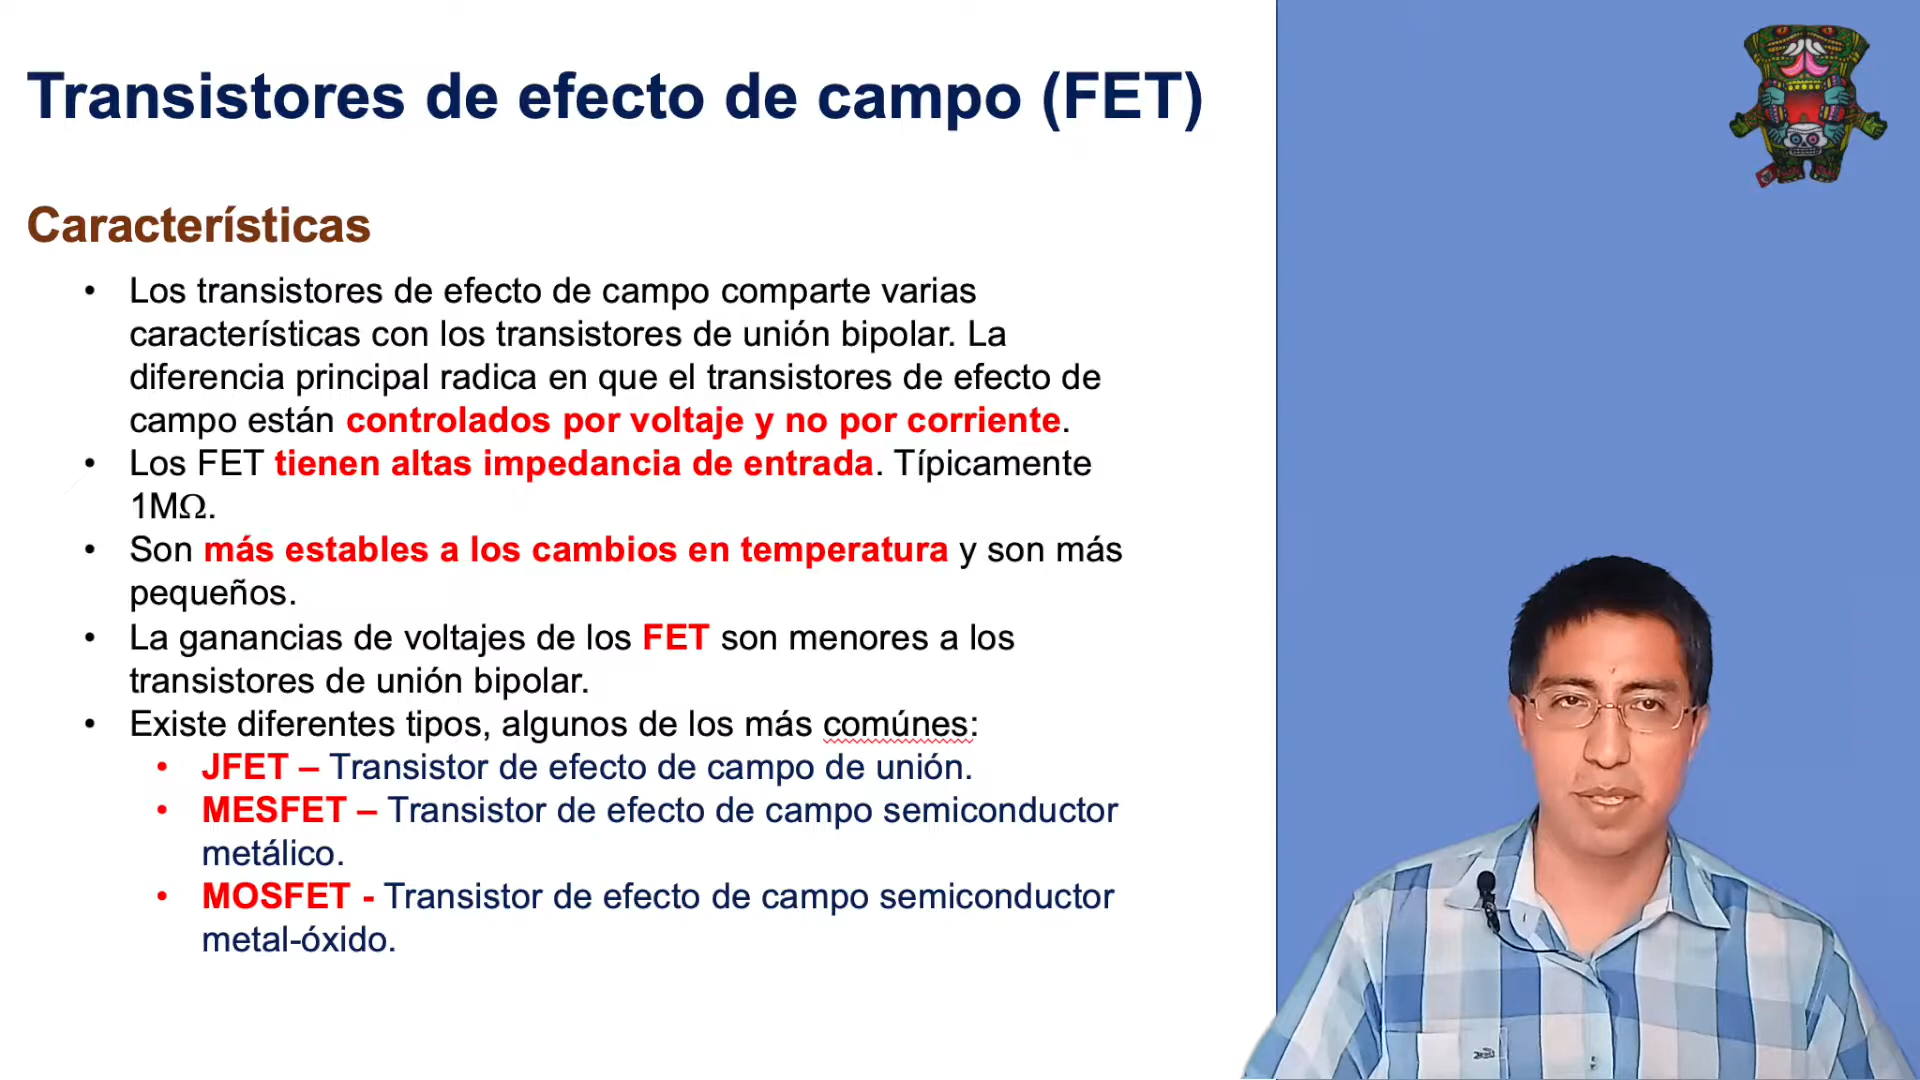 Transistores de efecto de campo (FET)
Características
• Los transistores de efecto de campo comparte varias
características con los transistores de unión bipolar. La
diferencia principal radica en que el transistores de efecto de
campo están controlados por voltaje y no por corriente.
• Los FET tienen altas impedancia de entrada. Típicamente
1MΩ.
• Son más estables a los cambios en temperatura y son más
pequeños.
• La ganancias de voltajes de los FET son menores a los
transistores de unión bipolar.
• Existe diferentes tipos, algunos de los más comúnes:
• JFET – Transistor de efecto de campo de unión.
• MESFET – Transistor de efecto de campo semiconductor
metálico.
• MOSFET - Transistor de efecto de campo semiconductor
metal-óxido.